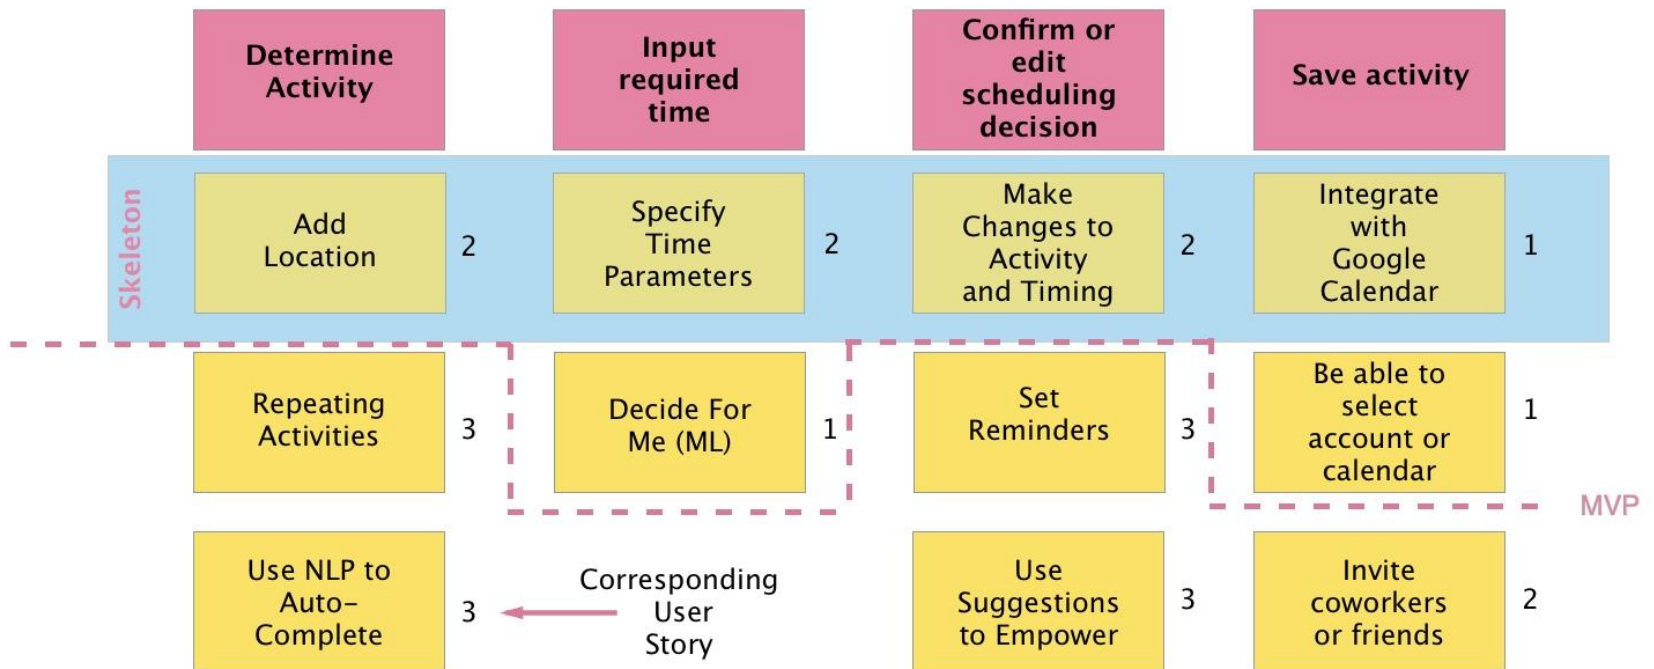 Determine
Activity
Input
required
time
Confirm or
edit
scheduling
decision
Save activity
Skeleton
Add
Location
2
Specify
Time
Parameters
2
Make
Changes to
Activity
and Timing
2
Integrate
with
Google
Calendar
1
Repeating
Activities
3
Decide For
Me (ML)
1
Set
Reminders
3
Be able to
select
account or
calendar
1
MVP
Use NLP to
Auto-
Complete
3
Corresponding
User
Story
Use
Suggestions
to Empower
3
Invite
coworkers
or friends
2